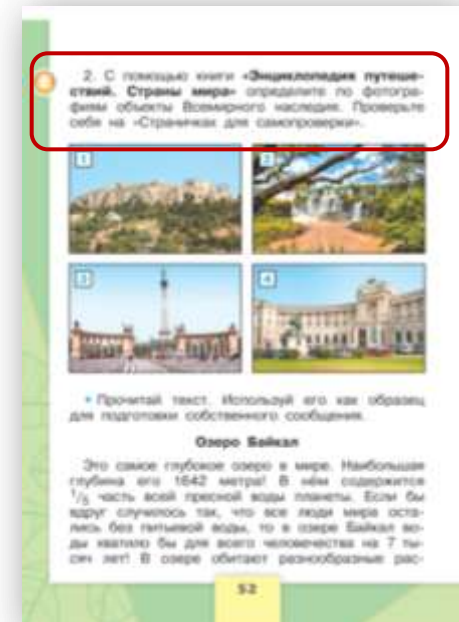 2. С помощью книги «Энциклопедия путеше-
ствий. Страны мира» определите по фотогра-
фиям объекты Всемирного наследия. Проверьте
себя на «Страничках для самопроверки».
1
2
3
4
• Прочитай текст. Используй его как образец
для подготовки собственного сообщения.
Озеро Байкал
Это самое глубокое озеро в мире. Наибольшая
глубина его 1642 метра! В нём содержится
1/5 часть всей пресной воды планеты. Если бы
вдруг случилось так, что все люди мира оста-
лись без питьевой воды, то в озере Байкал во-
ды хватило бы для всего человечества на 7 ты-
сяч лет! В озере обитают разнообразные рас-
52